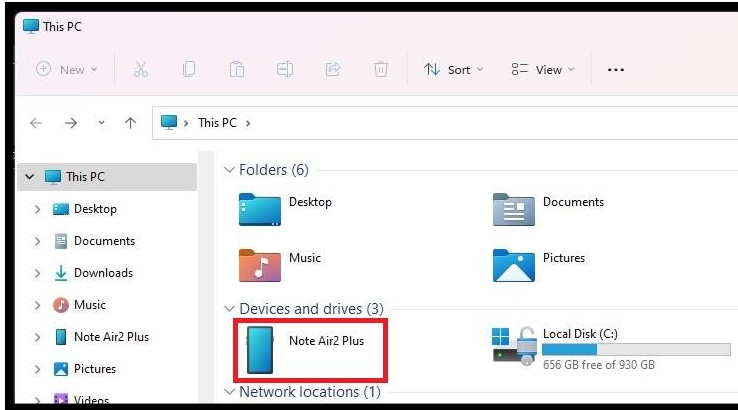 This PC
New
Sort
View
This PC
This PC
Desktop
Documents
Downloads
Music
Note Air2 Plus
Pictures
Videos
Folders (6)
Desktop
Documents
Music
Pictures
Devices and drives (3)
Note Air2 Plus
Local Disk (C:)
656 GB free of 930 GB
Network locations (1)